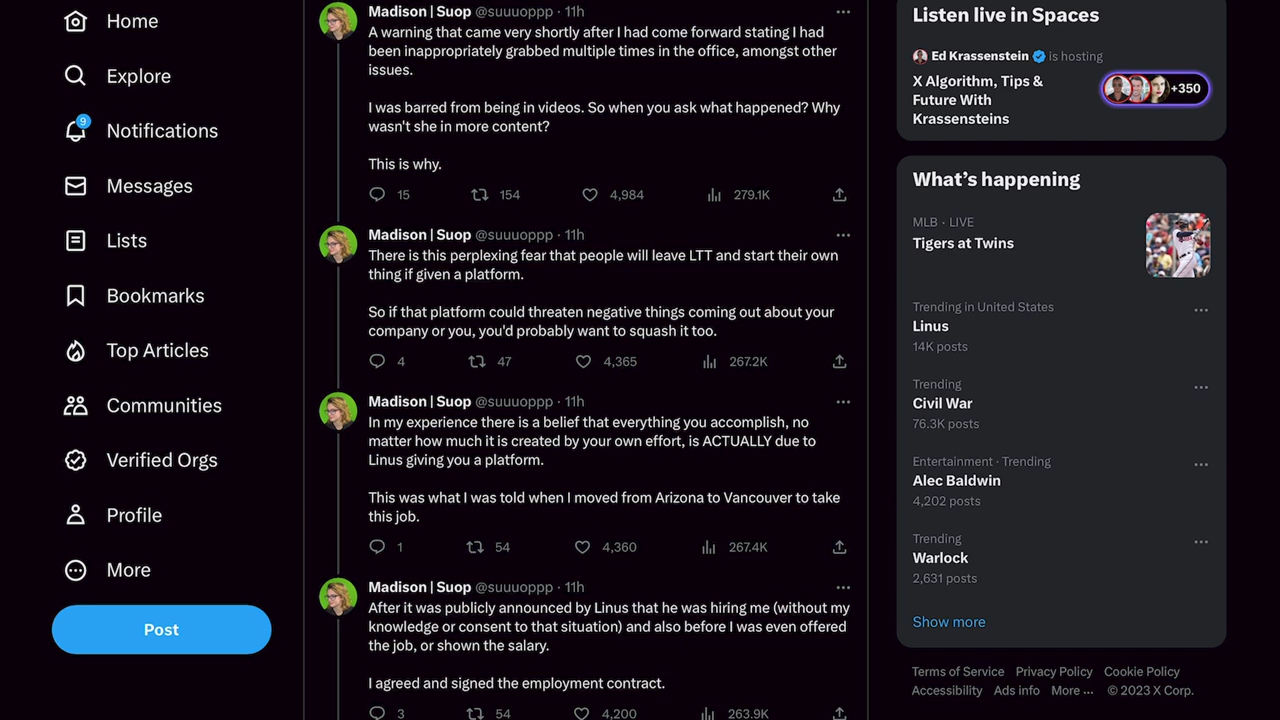 Home
Explore
9
Notifications
Messages
Lists
Bookmarks
Top Articles
Communities
Verified Orgs
Profile
More
Post
Madison | Suop @suuuoppp · 11h
A warning that came very shortly after I had come forward stating I had
been inappropriately grabbed multiple times in the office, amongst other
issues.
I was barred from being in videos. So when you ask what happened? Why
wasn't she in more content?
This is why.
15 154 4,984 279.1K
Madison | Suop @suuuoppp · 11h
There is this perplexing fear that people will leave LTT and start their own
thing if given a platform.
So if that platform could threaten negative things coming out about your
company or you, you'd probably want to squash it too.
4 47 4,365 267.2K
Madison | Suop @suuuoppp · 11h
In my experience there is a belief that everything you accomplish, no
matter how much it is created by your own effort, is ACTUALLY due to
Linus giving you a platform.
This was what I was told when I moved from Arizona to Vancouver to take
this job.
1 54 4,360 267.4K
Madison | Suop @suuuoppp · 11h
After it was publicly announced by Linus that he was hiring me (without my
knowledge or consent to that situation) and also before I was even offered
the job, or shown the salary.
I agreed and signed the employment contract.
3 54 4,200 263.9K
Listen live in Spaces
Ed Krassenstein is hosting
X Algorithm, Tips &
Future With
Krassensteins
+350
What's happening
MLB · LIVE
Tigers at Twins
Trending in United States
Linus
14K posts
Trending
Civil War
76.3K posts
Entertainment · Trending
Alec Baldwin
4,202 posts
Trending
Warlock
2,631 posts
Show more
Terms of Service Privacy Policy Cookie Policy
Accessibility Ads info More ... © 2023 X Corp.